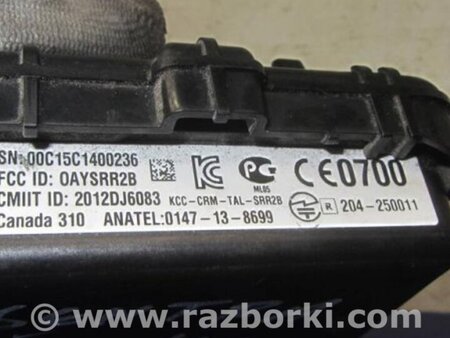 SN: 00C15C1400236
FCC ID: OAYSRR2B
CMIIT ID: 2012DJ6083 KCC-CRM-TAL-SRR2B
Canada 310 ANATEL:0147-13-8699
ML05
CE0700
R 204-250011
www.razborki.com